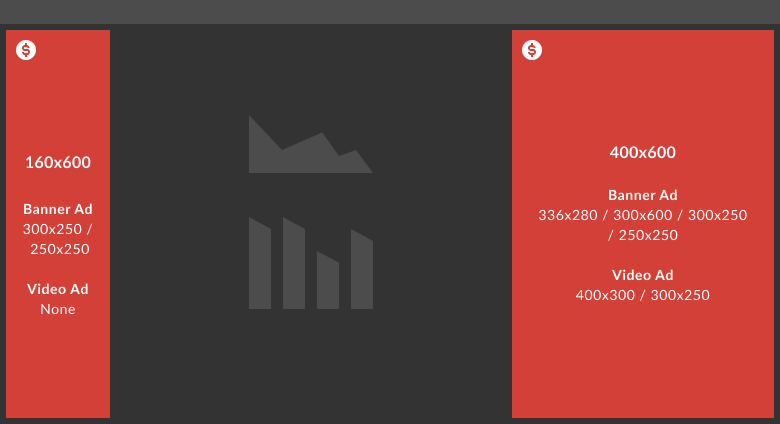 $
160x600
Banner Ad
300x250 /
250x250
Video Ad
None
$
400x600
Banner Ad
336x280 / 300x600 / 300x250
/ 250x250
Video Ad
400x300 / 300x250